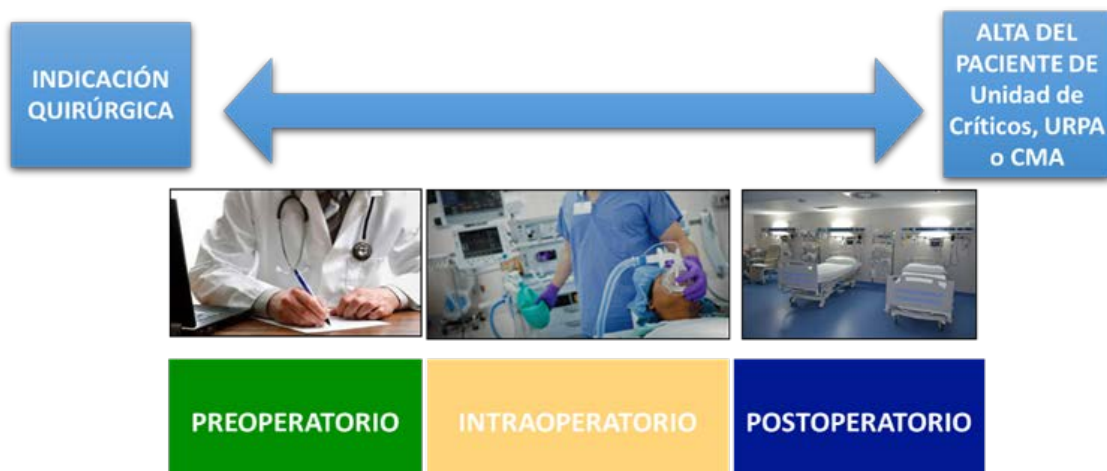 INDICACIÓN
QUIRÚRGICA
ALTA DEL
PACIENTE DE
Unidad de
Críticos, URPA
o CMA
PREOPERATORIO
INTRAOPERATORIO
POSTOPERATORIO